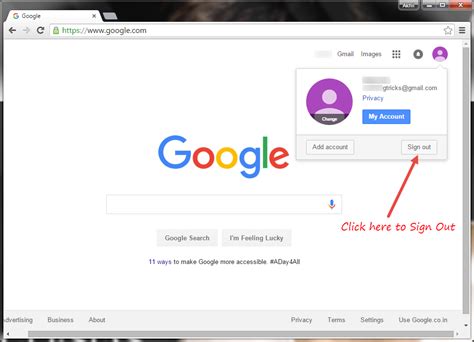 Google
https://www.google.com
Gmail Images
gtricks@gmail.com
Privacy
Change
My Account
Add account Sign out
Google
Click here to Sign Out
Google Search I'm Feeling Lucky
11 ways to make Google more accessible. #ADay4All
dvertising Business About Privacy Terms Settings Use Google.co.in